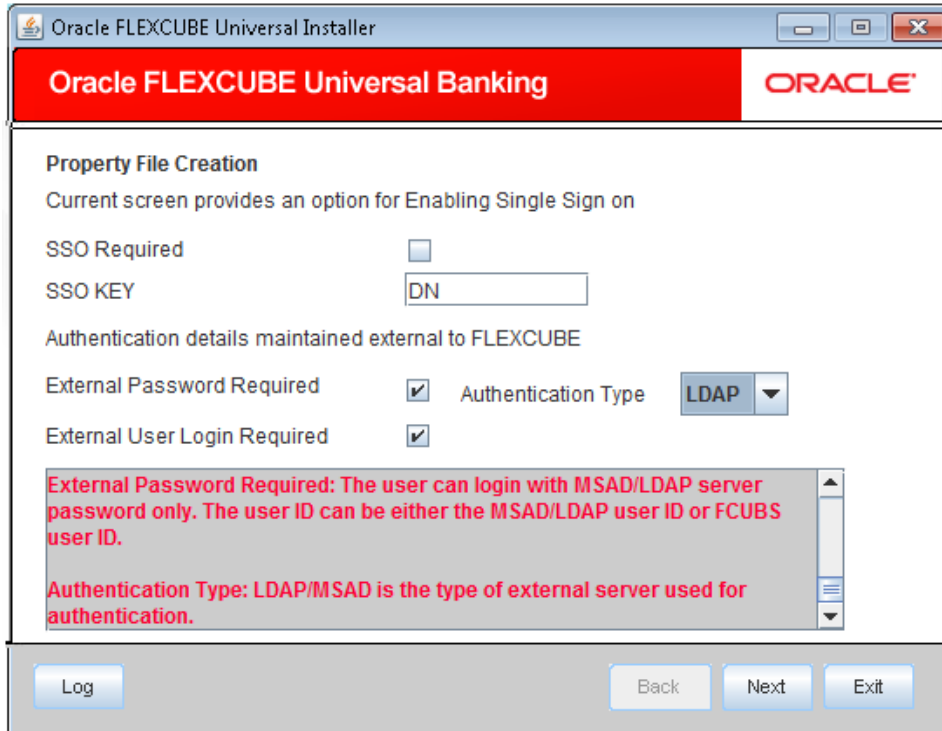 Oracle FLEXCUBE Universal Installer
Oracle FLEXCUBE Universal Banking
ORACLE
Property File Creation
Current screen provides an option for Enabling Single Sign on
SSO Required
SSO KEY DN
Authentication details maintained external to FLEXCUBE
External Password Required Authentication Type LDAP
External User Login Required
External Password Required: The user can login with MSAD/LDAP server
password only. The user ID can be either the MSAD/LDAP user ID or FCUBS
user ID.
Authentication Type: LDAP/MSAD is the type of external server used for
authentication.
Log Back Next Exit